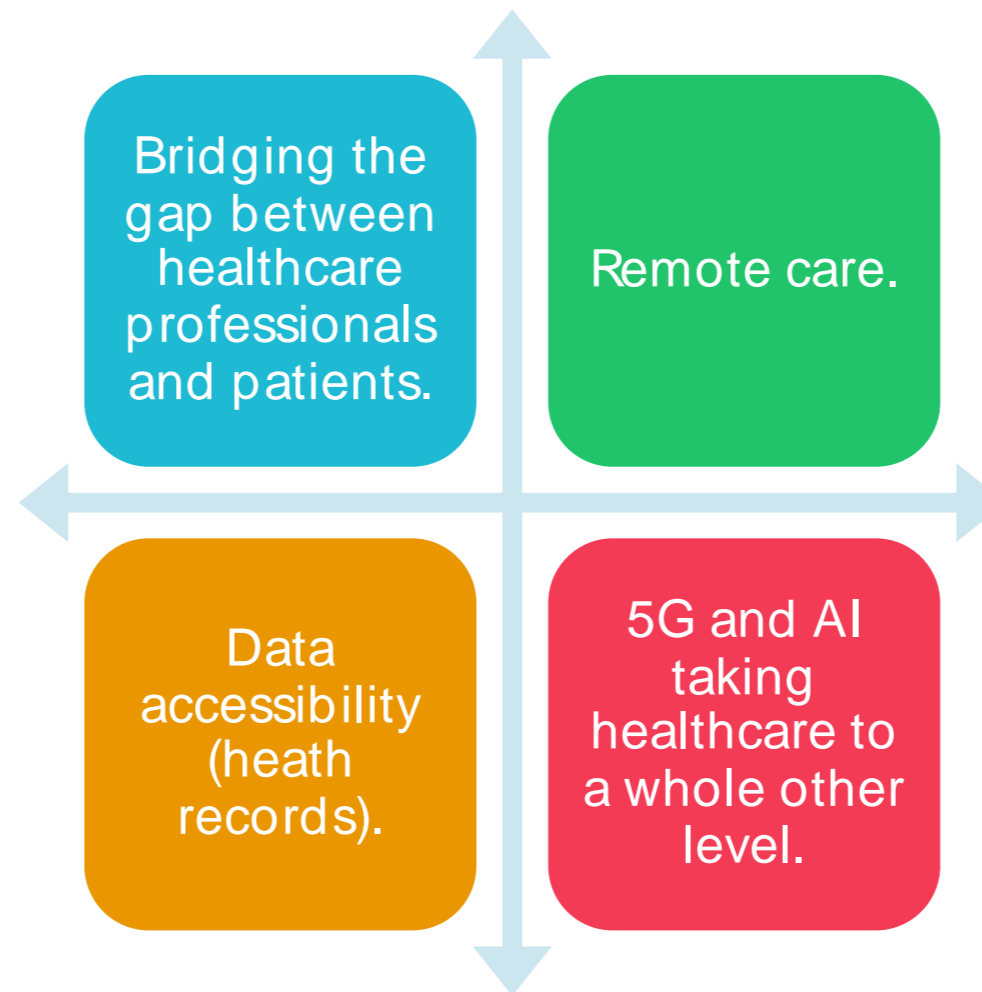 Bridging the
gap between
healthcare
professionals
and patients.
Remote care.
Data
accessibility
(heath
records).
5G and AI
taking
healthcare to
a whole other
level.